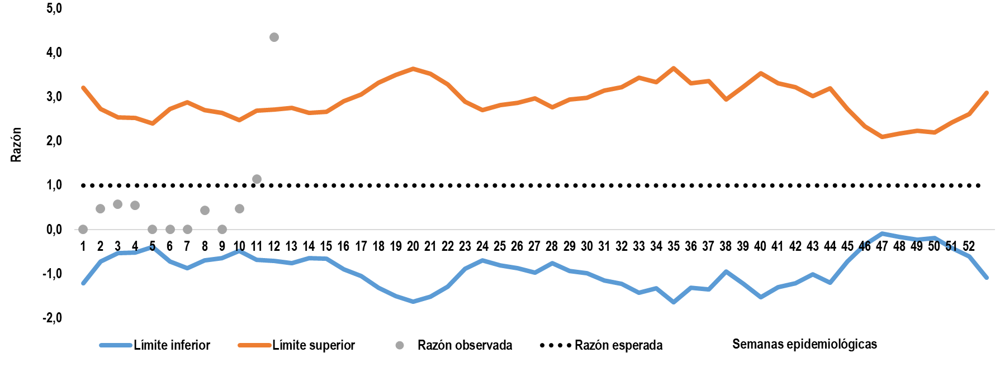 5,0
4,0
3,0
2,0
1,0
0,0
-1,0
-2,0
Razón
1 2 3 4 5 6 7 8 9 10 11 12 13 14 15 16 17 18 19 20 21 22 23 24 25 26 27 28 29 30 31 32 33 34 35 36 37 38 39 40 41 42 43 44 45 46 47 48 49 50 51 52
Límite inferior Límite superior Razón observada Razón esperada Semanas epidemiológicas